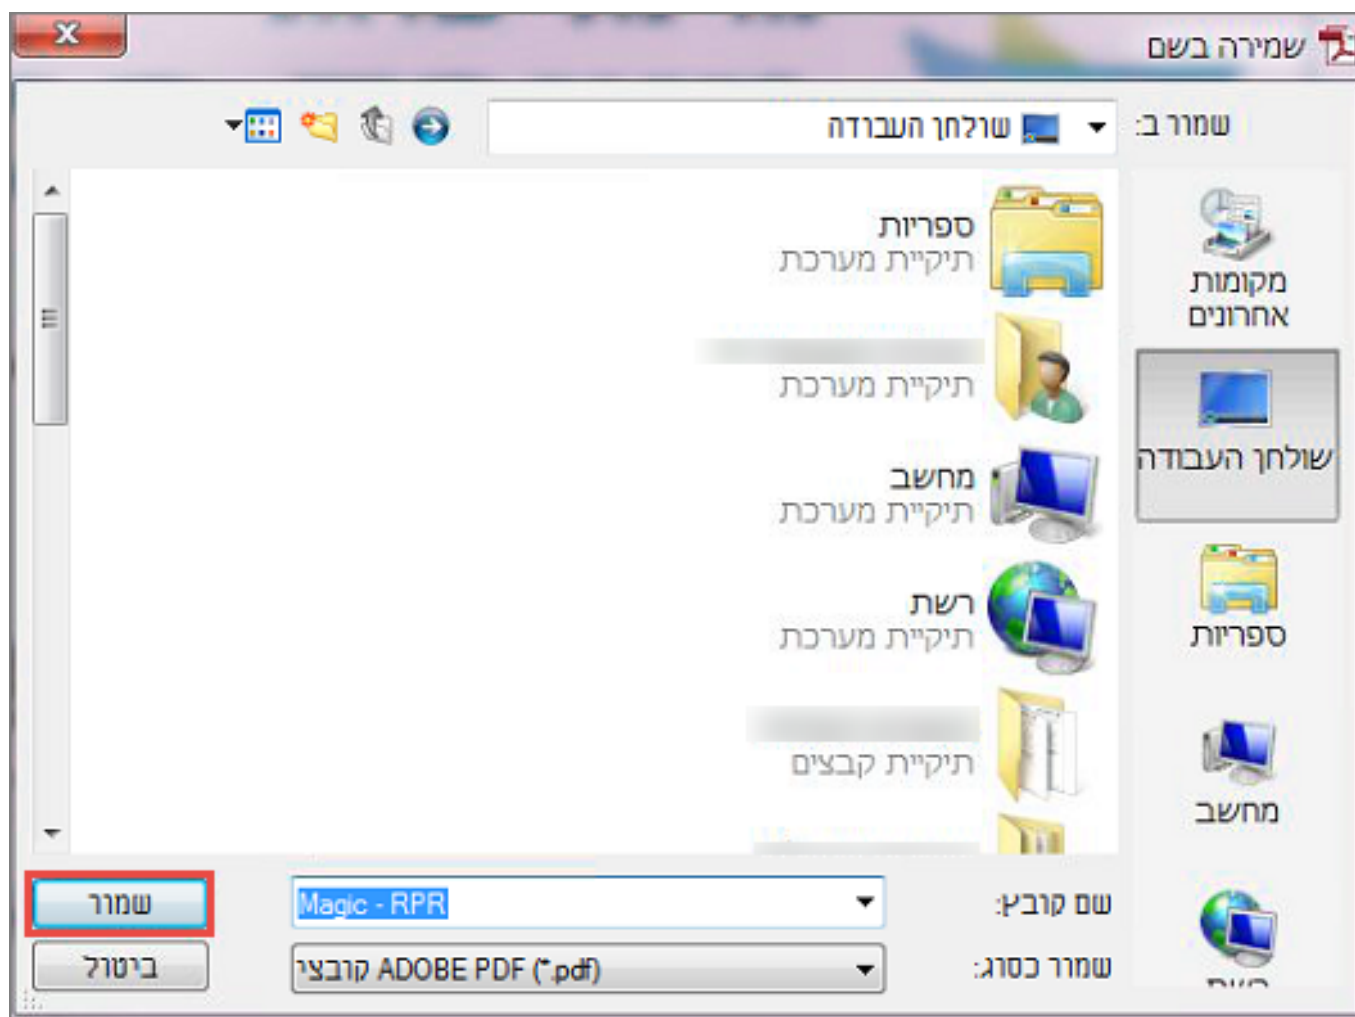 שמירה בשם
שמור ב:
שולחן העבודה
מקומות
אחרונים
שולחן העבודה
ספריות
מחשב
רשת
ספריות
תיקיית מערכת
תיקיית מערכת
מחשב
תיקיית מערכת
רשת
תיקיית מערכת
תיקיית קבצים
שם קובץ:
Magic - RPR
שמור
שמור כסוג:
קובצי ADOBE PDF (*.pdf)
ביטול